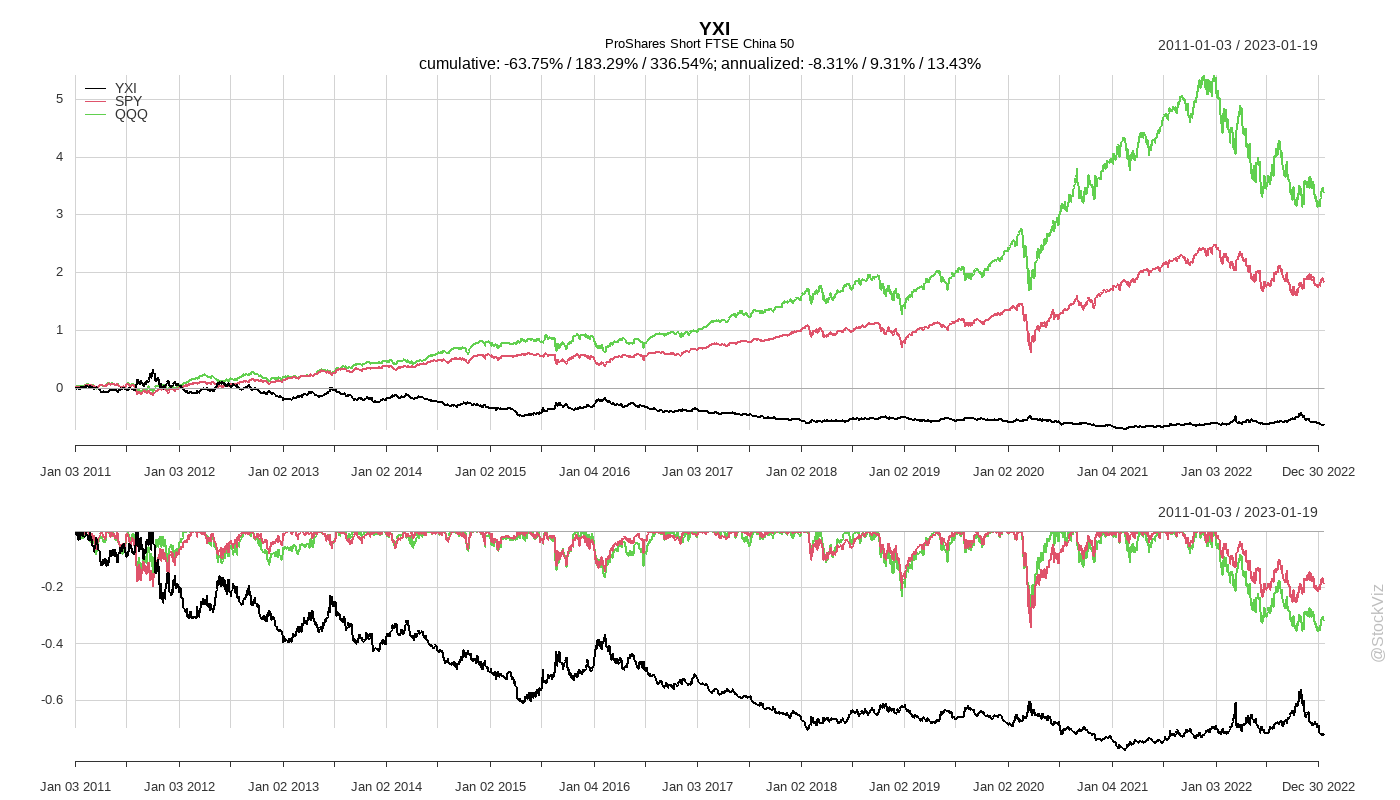 YXI
ProShares Short FTSE China 50
2011-01-03 / 2023-01-19
cumulative: -63.75% / 183.29% / 336.54%; annualized: -8.31% / 9.31% / 13.43%
YXI
SPY
QQQ
5
4
3
2
1
0
Jan 03 2011 Jan 03 2012 Jan 02 2013 Jan 02 2014 Jan 02 2015 Jan 04 2016 Jan 03 2017 Jan 02 2018 Jan 02 2019 Jan 02 2020 Jan 04 2021 Jan 03 2022 Dec 30 2022
2011-01-03 / 2023-01-19
-0.2
-0.4
-0.6
Jan 03 2011 Jan 03 2012 Jan 02 2013 Jan 02 2014 Jan 02 2015 Jan 04 2016 Jan 03 2017 Jan 02 2018 Jan 02 2019 Jan 02 2020 Jan 04 2021 Jan 03 2022 Dec 30 2022
@StockViz